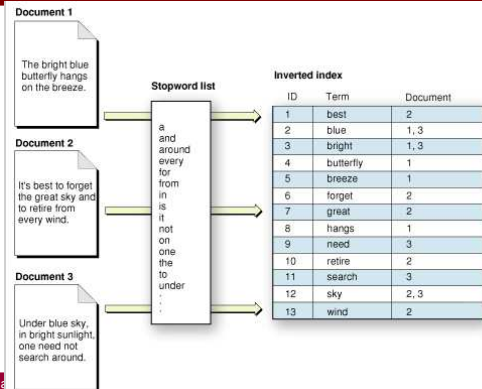 Document 1
The bright blue
butterfly hangs
on the breeze.
Document 2
It's best to forget
the great sky and
to retire from
every wind.
Document 3
Under blue sky,
in bright sunlight,
one need not
search around.
Stopword list
a
and
around
every
for
from
in
is
it
not
on
one
the
to
under
.
.
.
Inverted index
ID Term Document
1 best 2
2 blue 1, 3
3 bright 1, 3
4 butterfly 1
5 breeze 1
6 forget 2
7 great 2
8 hangs 1
9 need 3
10 retire 2
11 search 3
12 sky 2, 3
13 wind 2